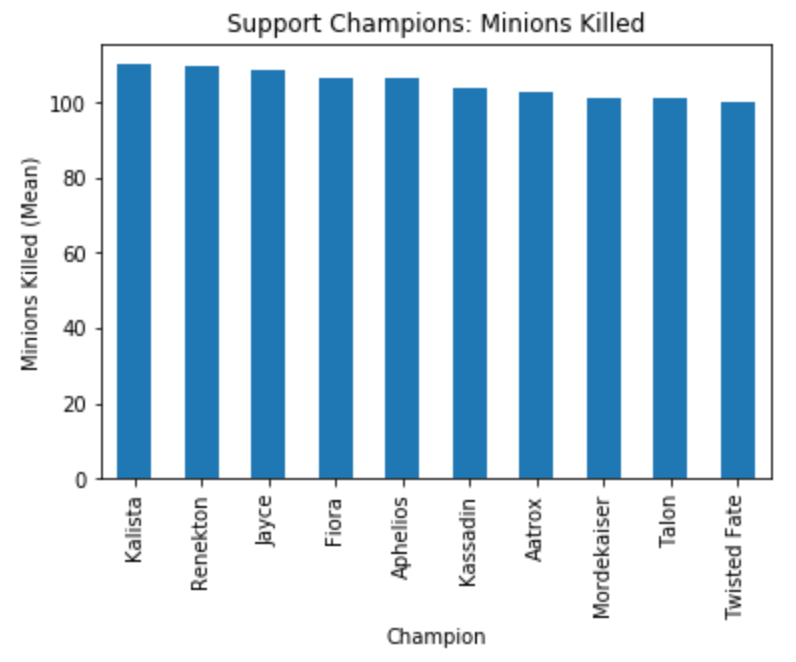 Support Champions: Minions Killed
Minions Killed (Mean)
100
80
60
40
20
0
Kalista
Renekton
Jayce
Fiora
Aphelios
Kassadin
Aatrox
Mordekaiser
Talon
Twisted Fate
Champion